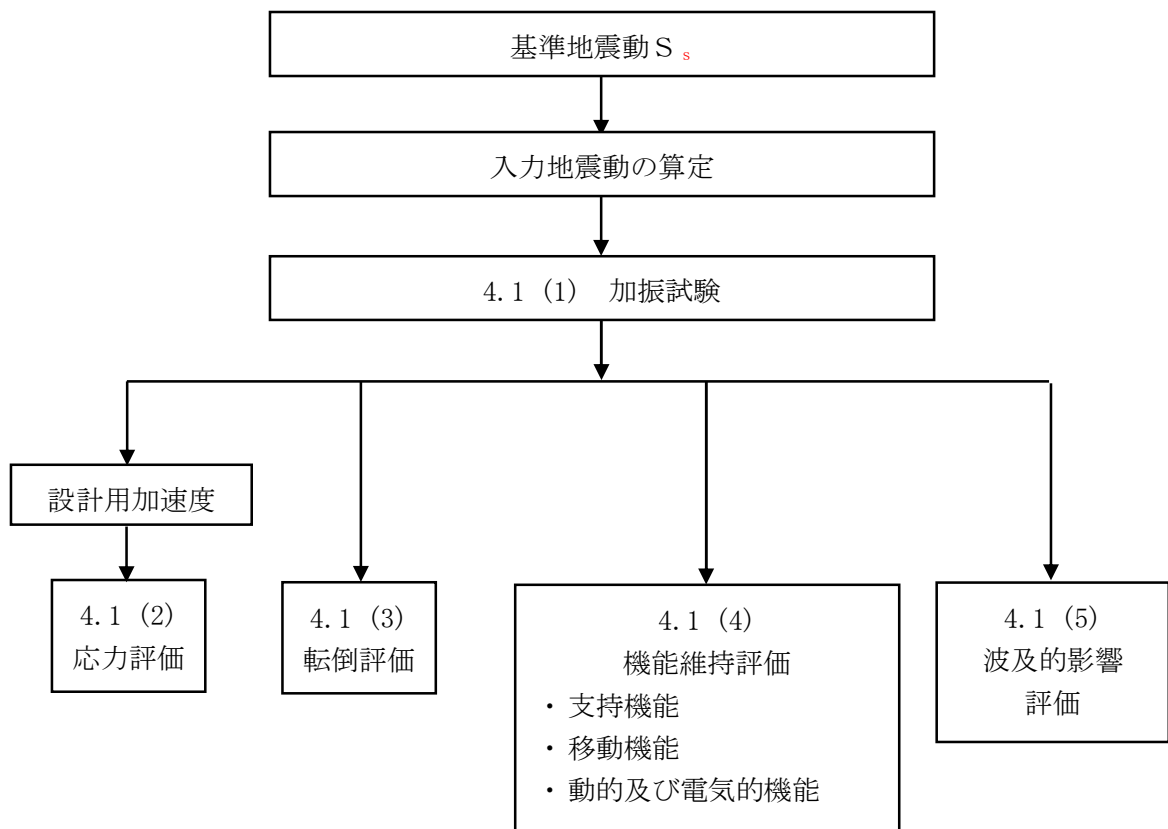 基準地震動Ｓｓ
入力地震動の算定
4.1 (1)　加振試験
設計用加速度
4.1 (2)
応力評価
4.1 (3)
転倒評価
4.1 (4)
機能維持評価
・支持機能
・移動機能
・動的及び電気的機能
4.1 (5)
波及的影響
評価